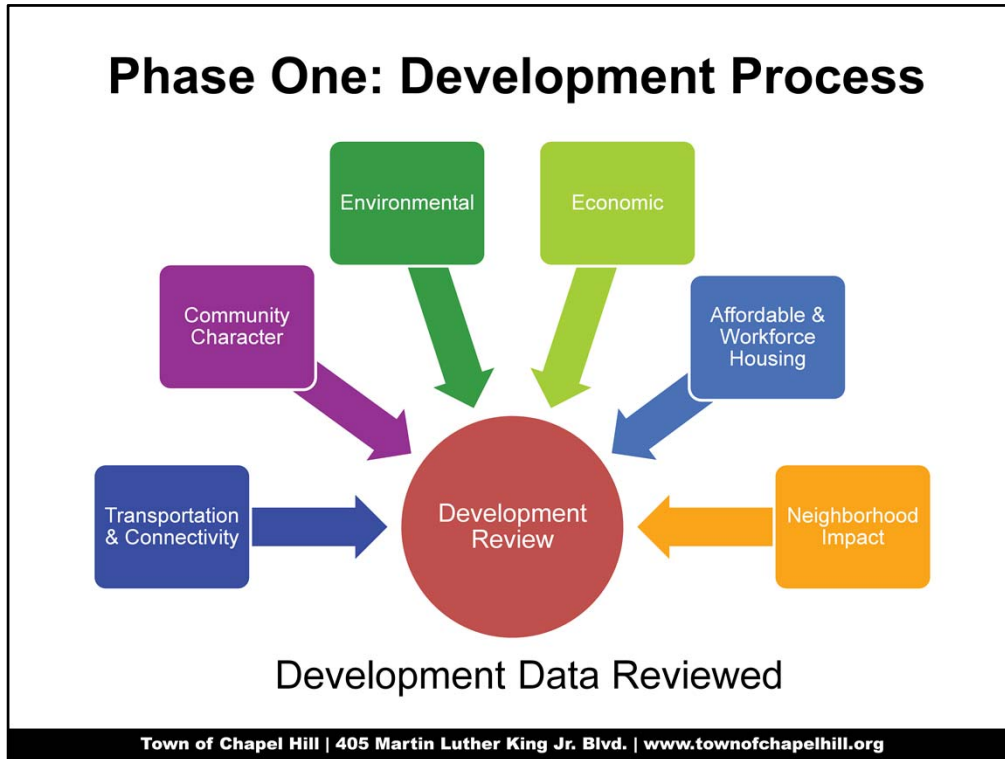 Phase One: Development Process
Environmental
Economic
Community
Character
Affordable &
Workforce
Housing
Transportation
& Connectivity
Development
Review
Neighborhood
Impact
Development Data Reviewed
Town of Chapel Hill | 405 Martin Luther King Jr. Blvd. | www.townofchapelhill.org